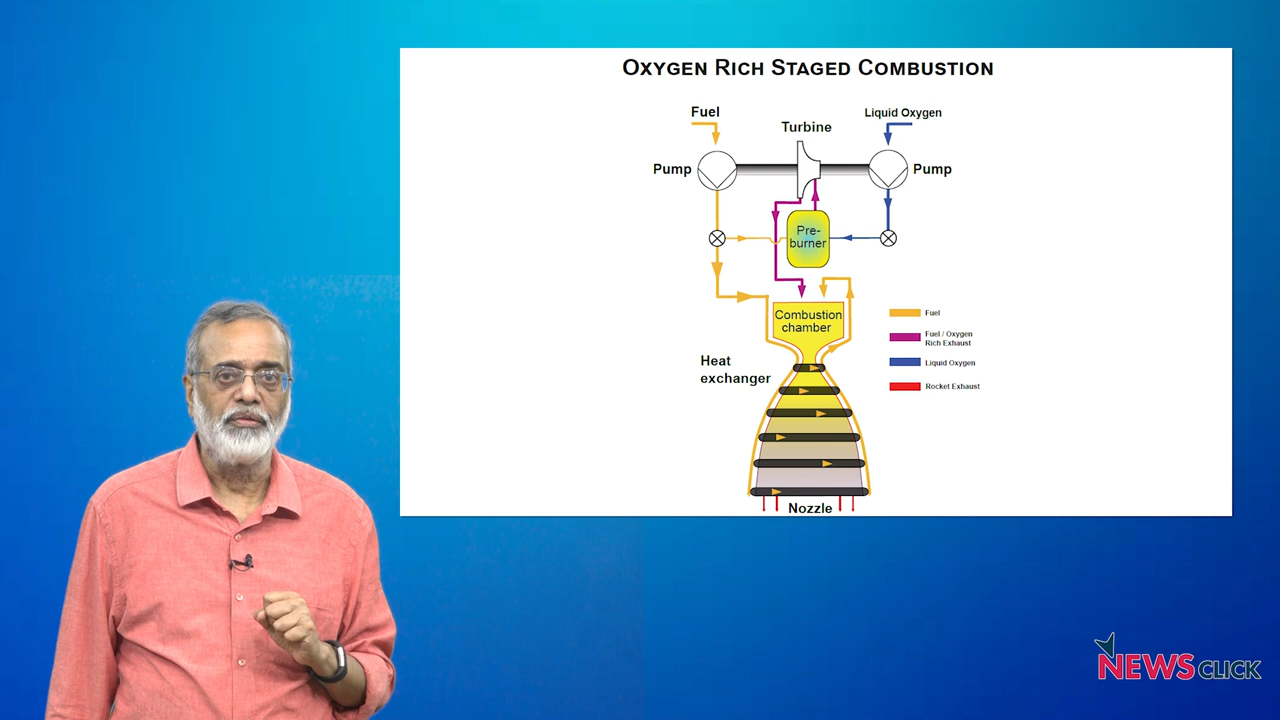 OXYGEN RICH STAGED COMBUSTION
Fuel
Liquid Oxygen
Turbine
Pump
Pump
Pre-
burner
Combustion
chamber
Heat
exchanger
Nozzle
Fuel
Fuel / Oxygen
Rich Exhaust
Liquid Oxygen
Rocket Exhaust
NEWSCLICK